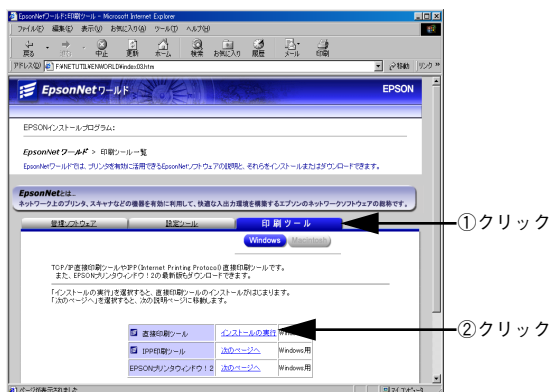 EpsonNetワールド:印刷ツール - Microsoft Internet Explorer
ファイル(F) 編集(E) 表示(V) お気に入り(A) ツール(T) ヘルプ(H)
戻る 進む 中止 更新 ホーム 検索 お気に入り 履歴 メール 印刷
アドレス(D) F:¥NETUTIL¥ENWORLD¥index03.htm 移動 リンク »
EpsonNet ワールド EPSON
EPSONインストールプログラム:
EpsonNet ワールド > 印刷ツール一覧
EpsonNetワールドでは、プリンタを有効に活用できるEpsonNetソフトウェアの説明と、それらをインストールまたはダウンロードできます。
EpsonNetとは...
ネットワーク上のプリンタ、スキャナなどの機器を有効に利用して、快適な入出力環境を構築するエプソンのネットワークソフトウェアの総称です。
管理ソフトウェア 設定ツール 印刷ツール
①クリック
Windows Macintosh
TCP/IP直接印刷ツールやIPP(Internet Printing Protocol)直接印刷ツールです。
また、EPSONプリンタウィンドウ!2の最新版もダウンロードできます。
「インストールの実行」を選択すると、直接印刷ツールのインストールがはじまります。
「次のページへ」を選択すると、次の説明ページに移動します。
直接印刷ツール インストールの実行
②クリック
IPP印刷ツール 次のページへ Windows用
EPSONプリンタウィンドウ!2 次のページへ Windows用
ページが表示されました